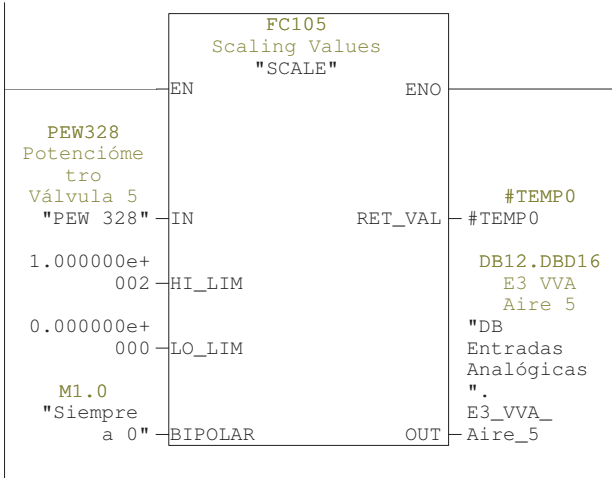 FC105
Scaling Values
"SCALE"
EN
ENO
PEW328
Potencióme
tro
Válvula 5
"PEW 328"
IN
RET_VAL
#TEMP0
#TEMP0
1.000000e+
002
HI_LIM
0.000000e+
000
LO_LIM
M1.0
"Siempre
a 0"
BIPOLAR
OUT
DB12.DBD16
E3 VVA
Aire 5
"DB
Entradas
Analógicas
".
E3_VVA_
Aire_5